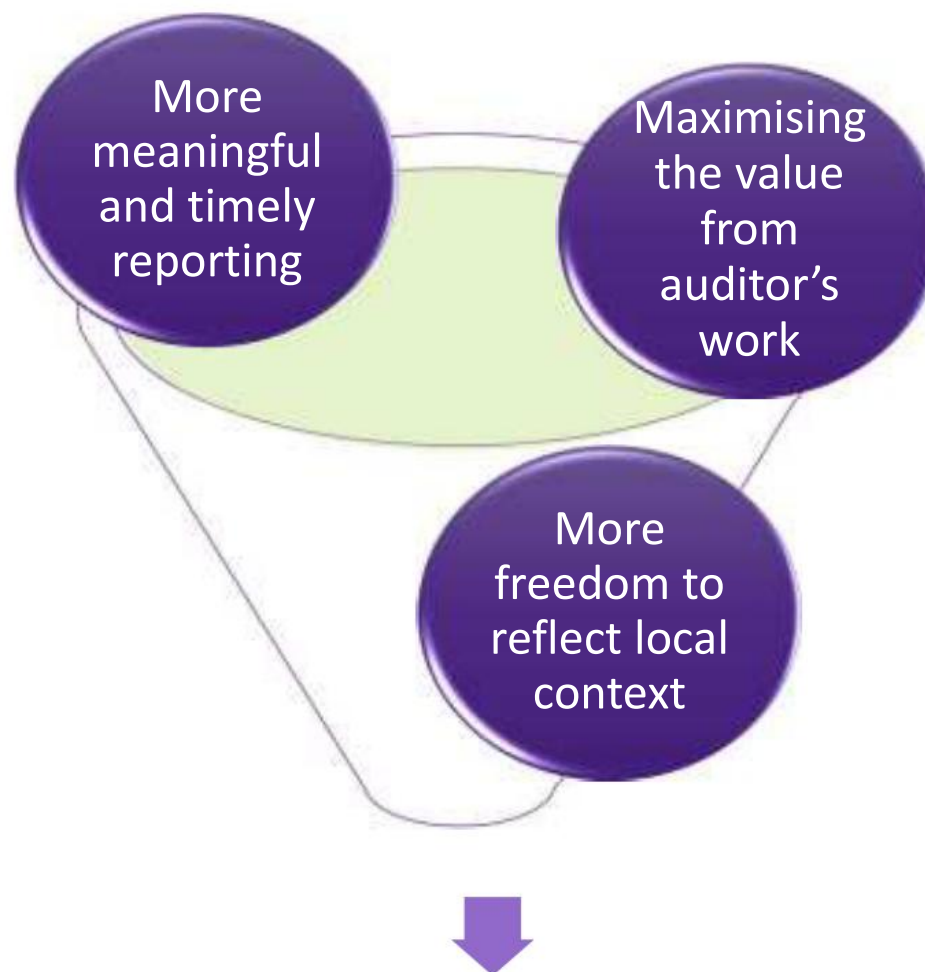 More
meaningful
and timely
reporting
Maximising
the value
from
auditor’s
work
More
freedom to
reflect local
context